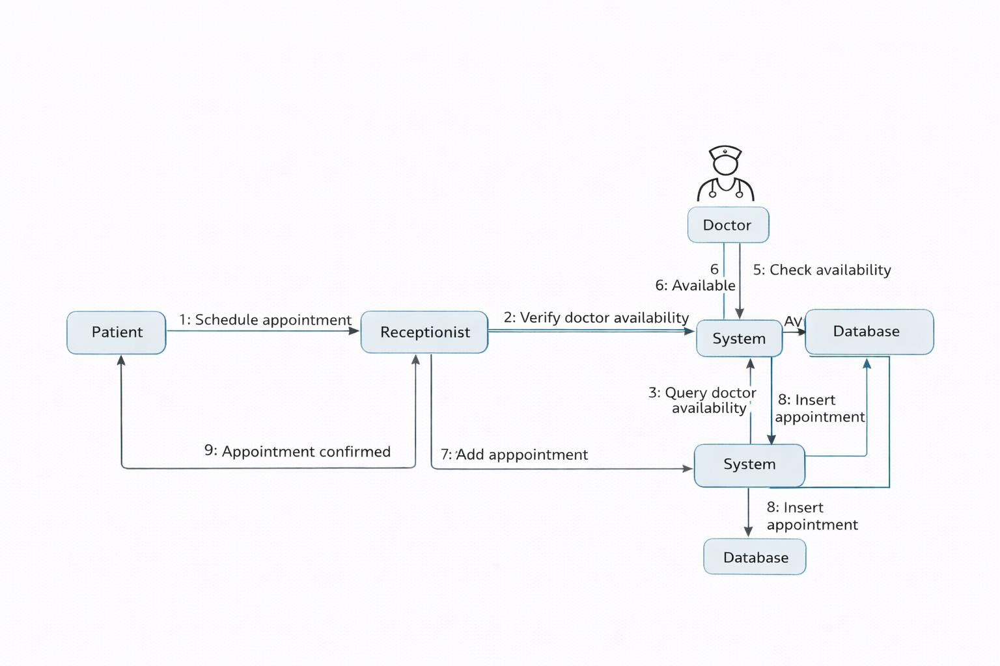 Doctor
6
5: Check availability
6: Available
1: Schedule appointment
2: Verify doctor availability
Av
Patient
Receptionist
System
Database
3: Query doctor
availability
8: Insert
appointment
9: Appointment confirmed
7: Add apppointment
System
8: Insert
appointment
Database